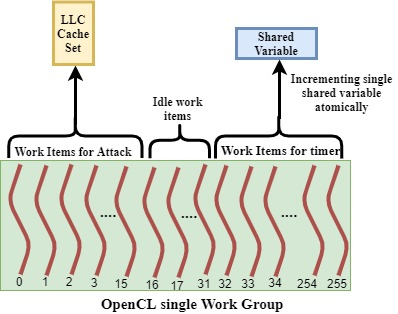 LLC
Cache
Set
Shared
Variable
Incrementing single
shared variable
atomically
Idle work
items
Work Items for Attack
Work Items for timer
.... .... ....
0 1 2 3 15 16 17 31 32 33 34 254 255
OpenCL single Work Group